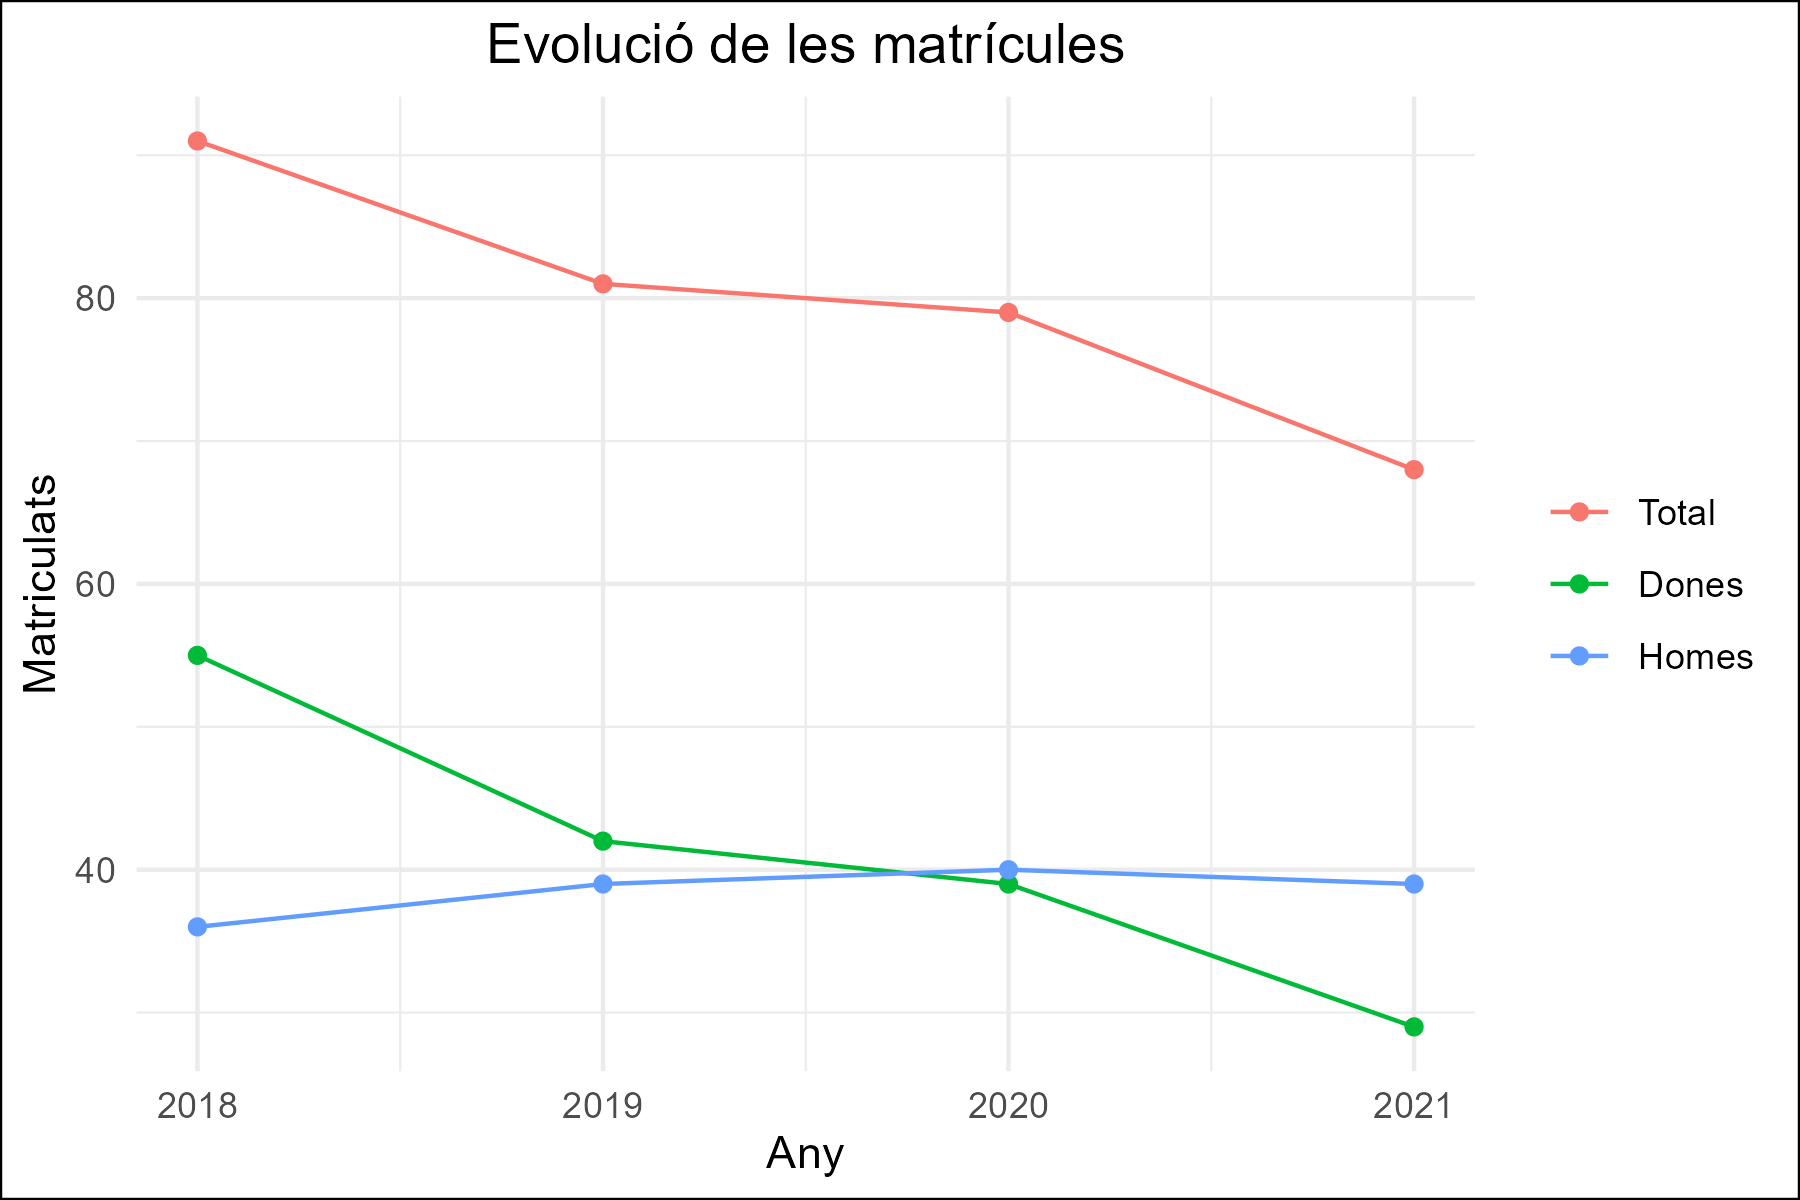 Evolució de les matrícules
Matriculats
80
60
40
2018
2019
2020
2021
Any
Total
Dones
Homes